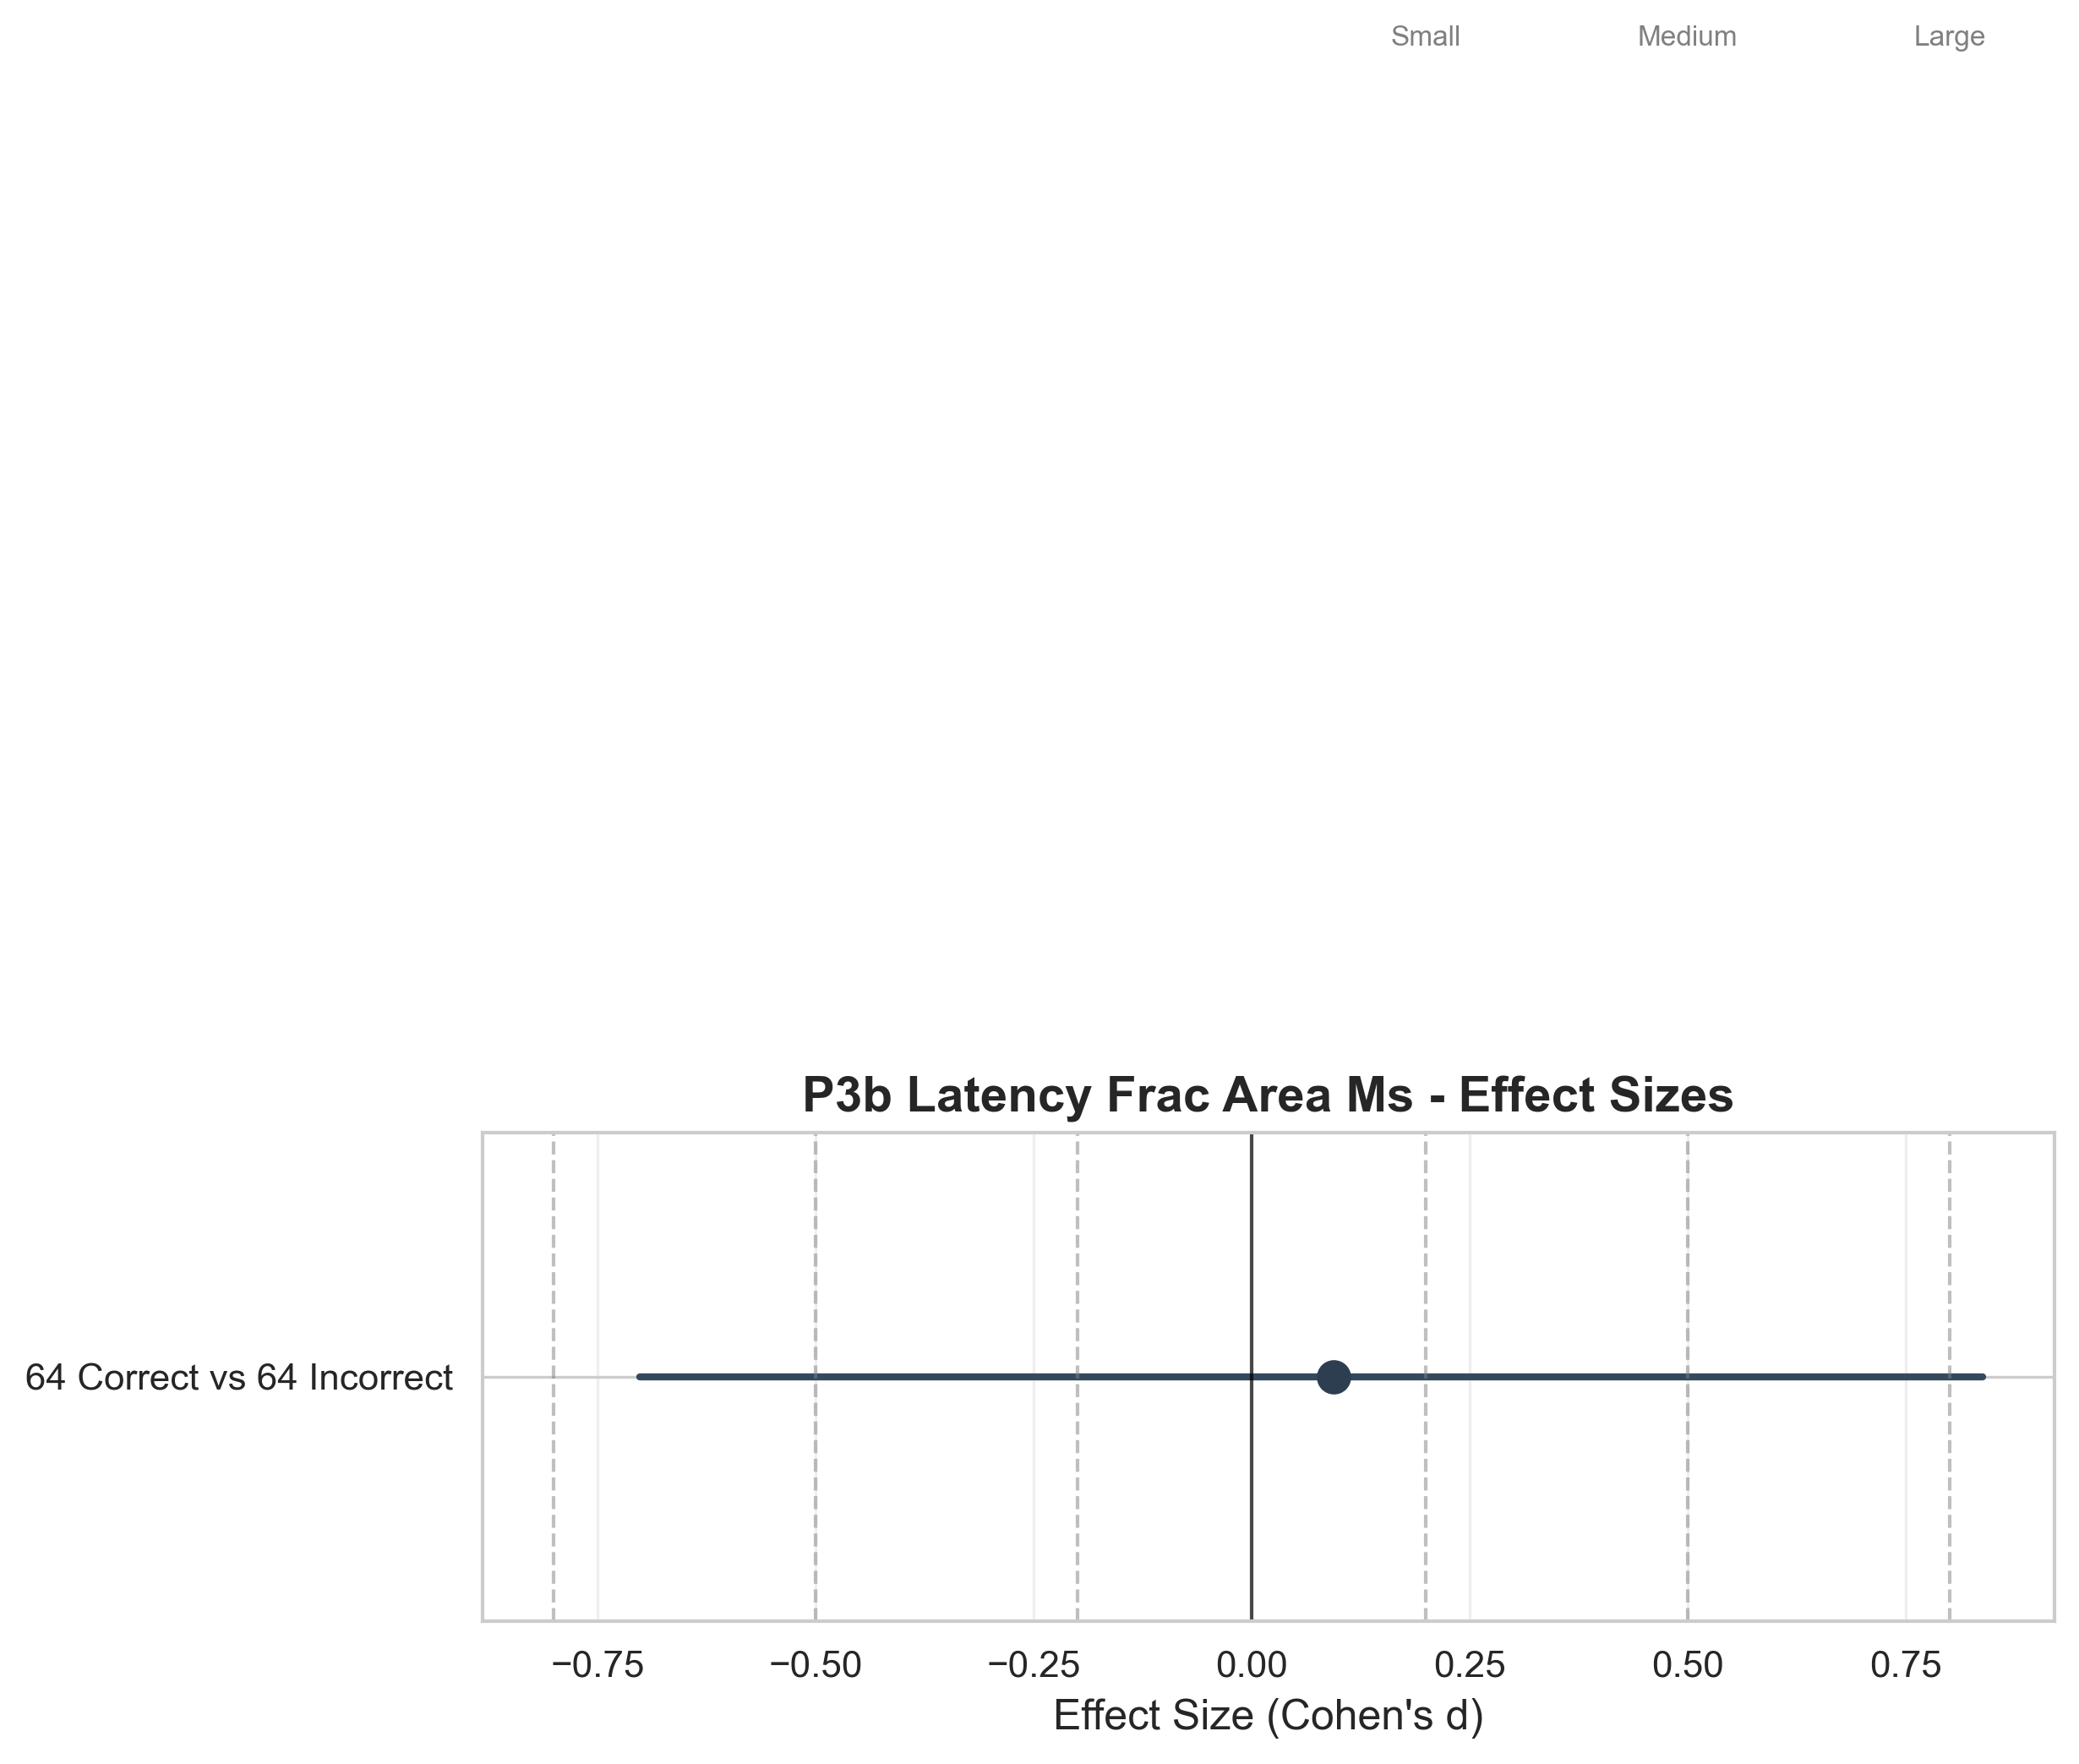 Small Medium Large
P3b Latency Frac Area Ms - Effect Sizes
64 Correct vs 64 Incorrect
−0.75 −0.50 −0.25 0.00 0.25 0.50 0.75
Effect Size (Cohen's d)